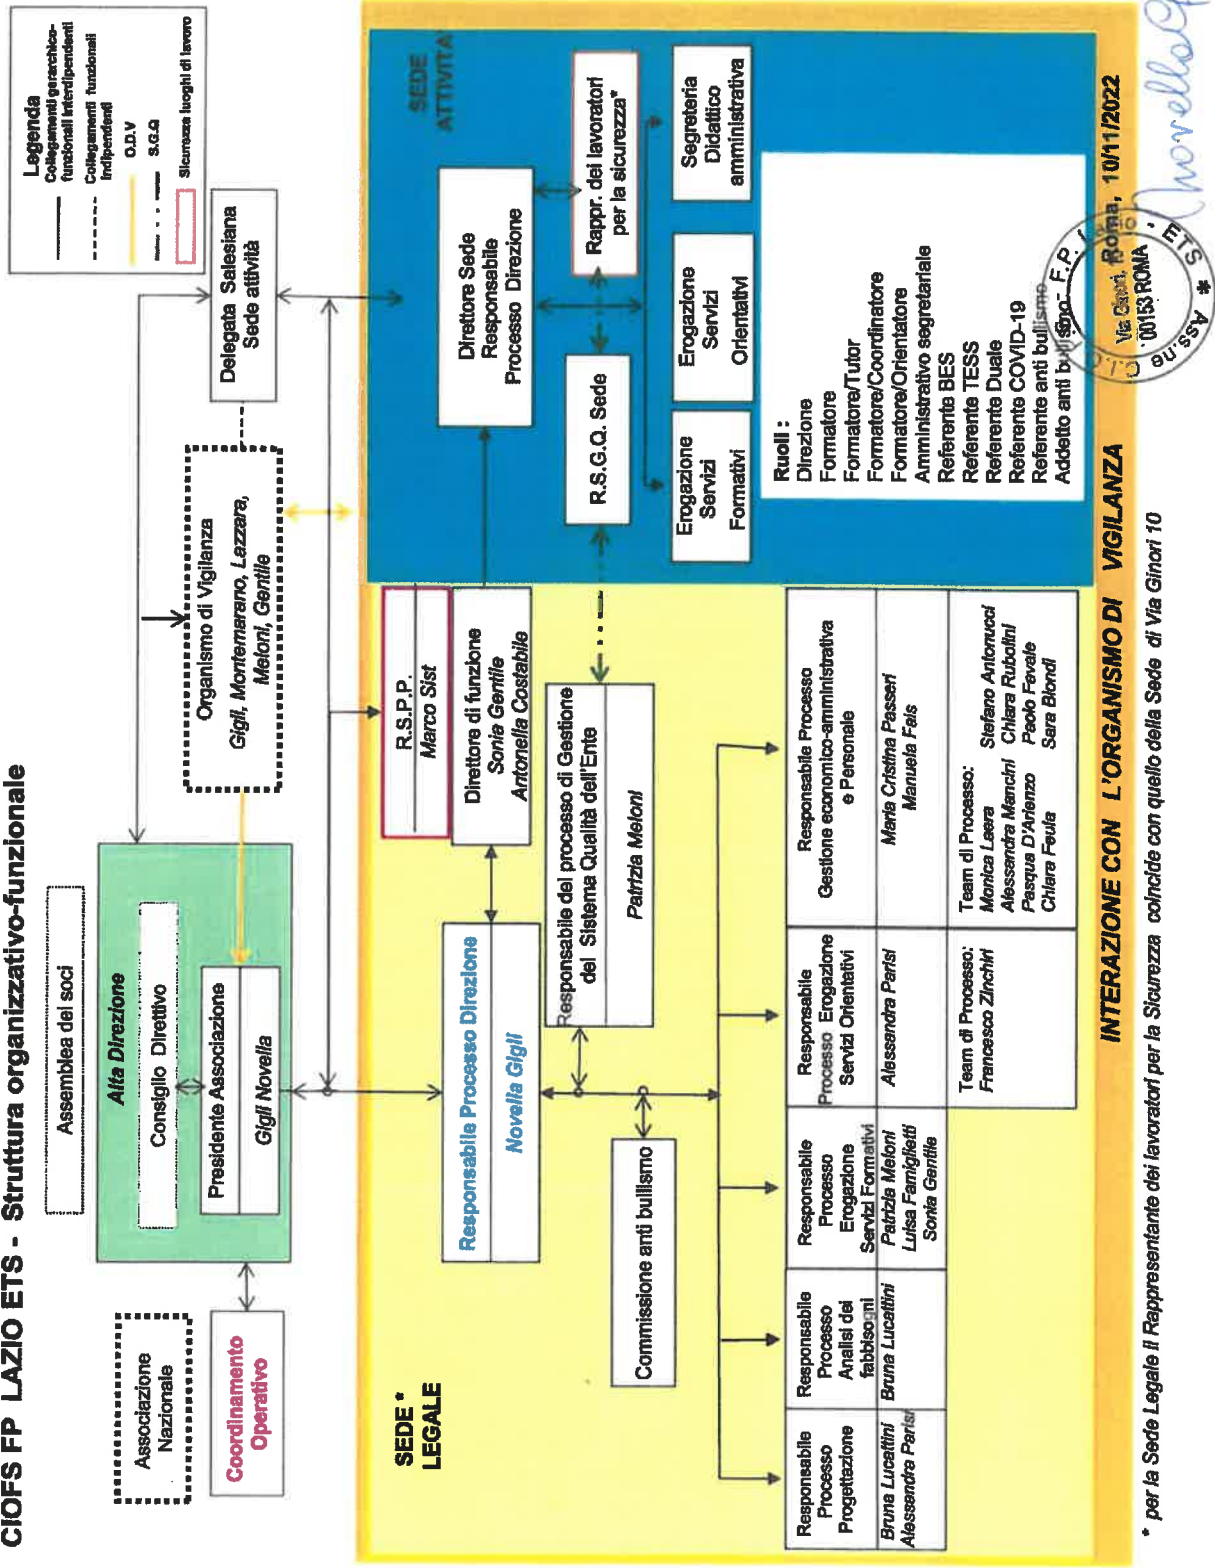 CIOFS FP LAZIO ETS - Struttura organizzativo-funzionale
Legenda
Collegamenti gerarchico-
funzionali interdipendenti
Collegamenti funzionali
indipendenti
O.D.V
S.G.Q
Sicurezza luoghi di lavoro
Associazione
Nazionale
Coordinamento
Operativo
Assemblea dei soci
Alta Direzione
Consiglio Direttivo
Presidente Associazione
Gigli Novella
Organismo di Vigilanza
Gigli, Montemarano, Lazzara,
Meloni, Gentile
Delegata Salesiana
Sede attività
SEDE *
LEGALE
Responsabile Processo Direzione
Novella Gigli
R.S.P.P.
Marco Sist
Direttore di funzione
Sonia Gentile
Antonella Costabile
Responsabile del processo di Gestione
del Sistema Qualità dell'Ente
Patrizia Meloni
Commissione anti bullismo
Responsabile
Processo
Progettazione
Bruna Lucattini
Alessandra Parisi
Responsabile
Processo
Analisi dei
fabbisogni
Bruna Lucattini
Responsabile
Processo
Erogazione
Servizi Formativi
Patrizia Meloni
Luisa Famiglietti
Sonia Gentile
Responsabile
Processo Erogazione
Servizi Orientativi
Alessandra Parisi
Team di Processo:
Francesco Zinchiri
Responsabile Processo
Gestione economico-amministrativa
e Personale
Maria Cristina Passeri
Manuela Fais
Team di Processo:
Monica Laera Stefano Antonucci
Alessandra Mancini Chiara Rubolini
Pasqua D'Arienzo Paolo Favale
Chiara Feula Sara Biondi
SEDE
ATTIVITA'
Direttore Sede
Responsabile
Processo Direzione
R.S.G.Q. Sede
Rappr. dei lavoratori
per la sicurezza*
Erogazione
Servizi
Formativi
Erogazione
Servizi
Orientativi
Segreteria
Didattico
amministrativa
Ruoli :
Direzione
Formatore
Formatore/Tutor
Formatore/Coordinatore
Formatore/Orientatore
Amministrativo segretariale
Referente BES
Referente TESS
Referente Duale
Referente COVID-19
Referente anti bullismo
Addetto anti bullismo
INTERAZIONE CON L'ORGANISMO DI VIGILANZA
Roma, 10/11/2022
Ass.ne C.I.O.F.S. - F.P. - ETS *
Via Ginori, 10
00153 ROMA
* per la Sede Legale il Rappresentante dei lavoratori per la Sicurezza coincide con quello della Sede di Via Ginori 10